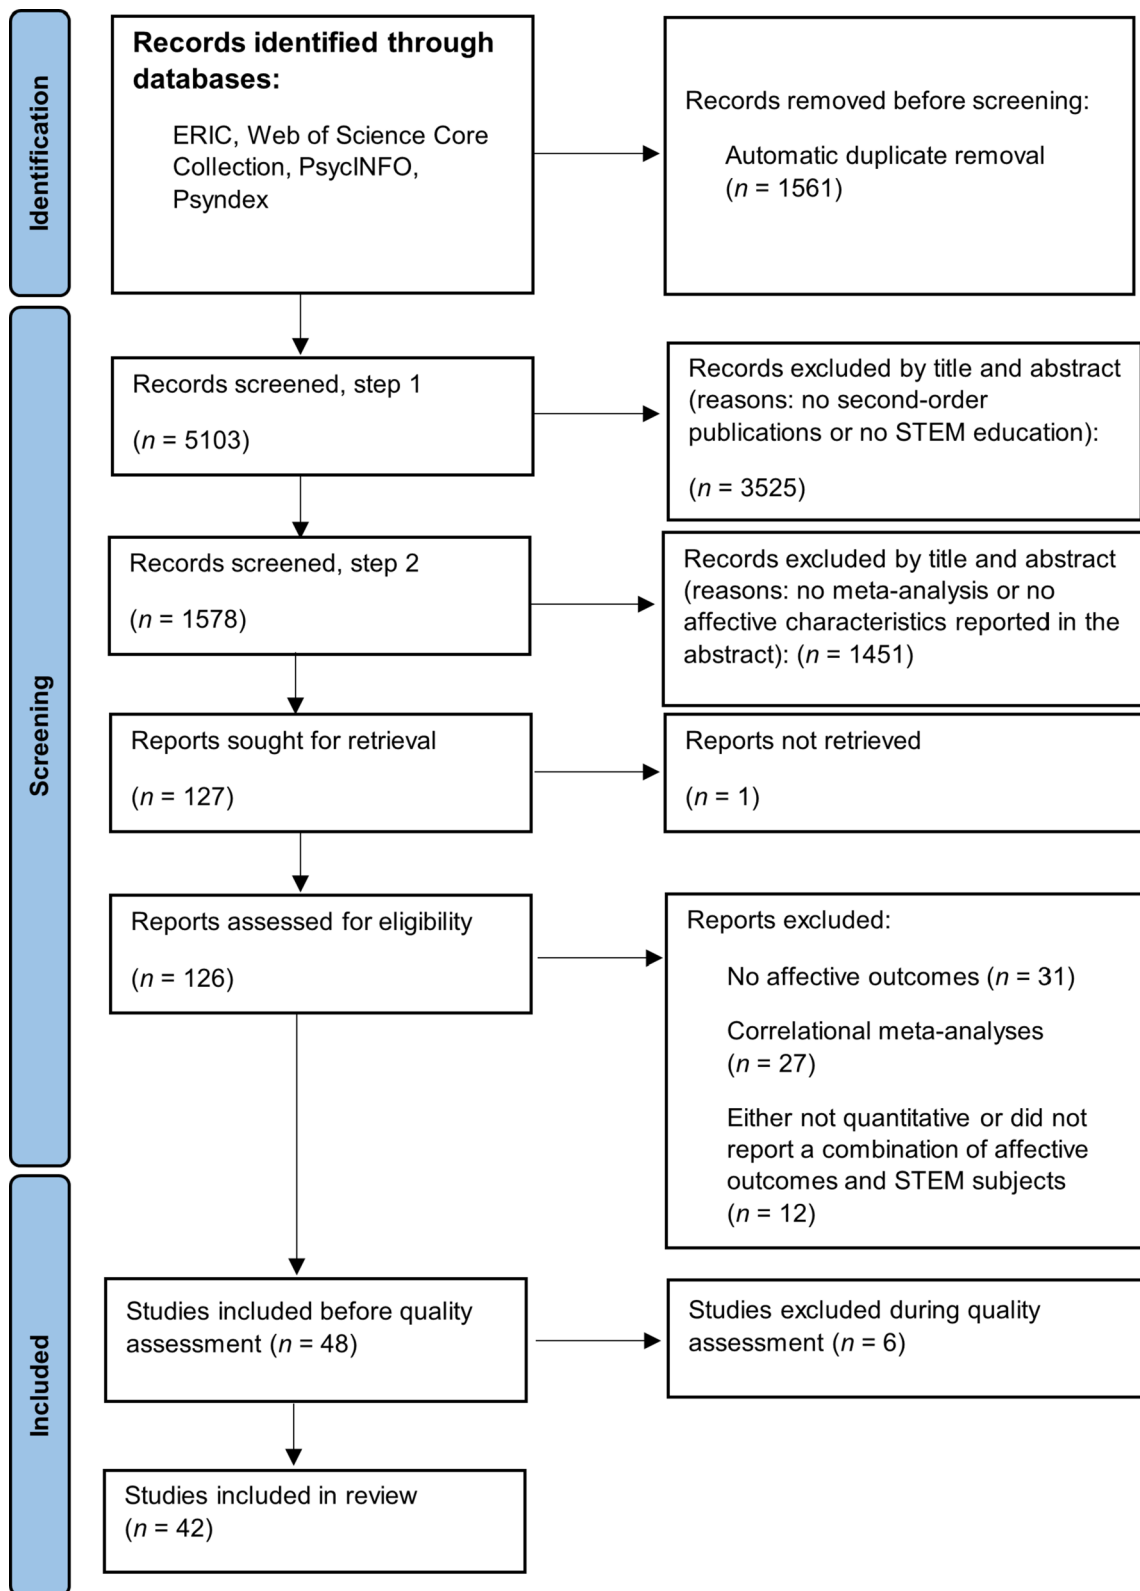 Identification
Records identified through
databases:
ERIC, Web of Science Core
Collection, PsycINFO,
Psyndex
Records removed before screening:
Automatic duplicate removal
(n = 1561)
Screening
Records screened, step 1
(n = 5103)
Records excluded by title and abstract
(reasons: no second-order
publications or no STEM education):
(n = 3525)
Records screened, step 2
(n = 1578)
Records excluded by title and abstract
(reasons: no meta-analysis or no
affective characteristics reported in the
abstract): (n = 1451)
Reports sought for retrieval
(n = 127)
Reports not retrieved
(n = 1)
Reports assessed for eligibility
(n = 126)
Reports excluded:
No affective outcomes (n = 31)
Correlational meta-analyses
(n = 27)
Either not quantitative or did not
report a combination of affective
outcomes and STEM subjects
(n = 12)
Included
Studies included before quality
assessment (n = 48)
Studies excluded during quality
assessment (n = 6)
Studies included in review
(n = 42)